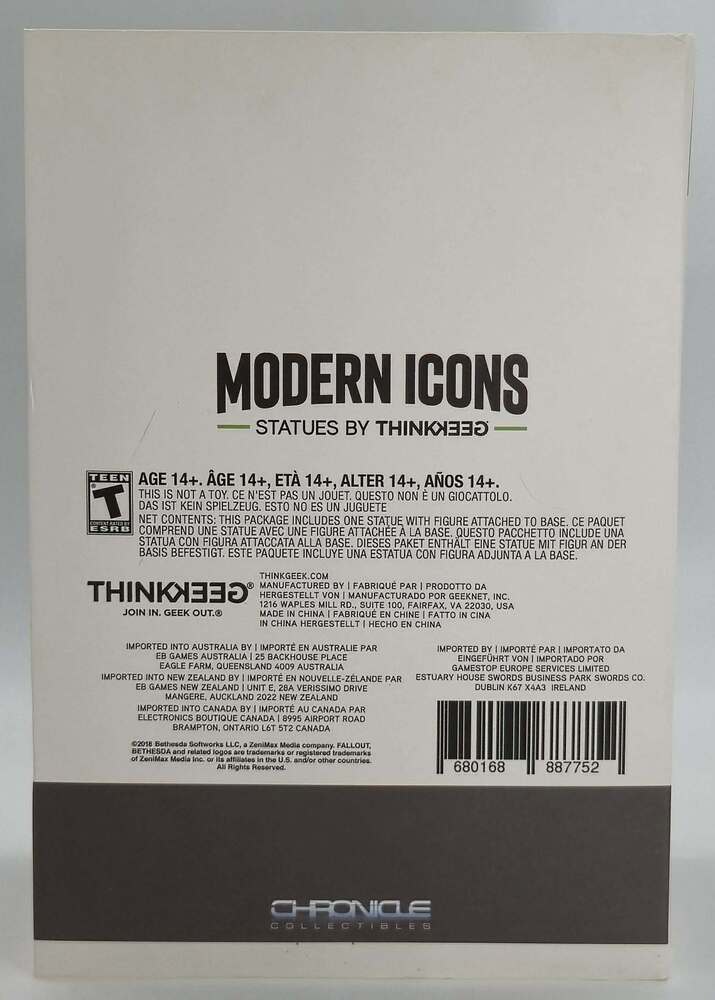 MODERN ICONS
STATUES BY THINKGEEK
TEEN
T
CONTENT RATED BY
ESRB
AGE 14+. ÂGE 14+, ETÀ 14+, ALTER 14+, AÑOS 14+.
THIS IS NOT A TOY. CE N'EST PAS UN JOUET. QUESTO NON È UN GIOCATTOLO.
DAS IST KEIN SPIELZEUG. ESTO NO ES UN JUGUETE
NET CONTENTS: THIS PACKAGE INCLUDES ONE STATUE WITH FIGURE ATTACHED TO BASE. CE PAQUET
COMPREND UNE STATUE AVEC UNE FIGURE ATTACHÉE À LA BASE. QUESTO PACCHETTO INCLUDE UNA
STATUA CON FIGURA ATTACCATA ALLA BASE. DIESES PAKET ENTHÄLT EINE STATUE MIT FIGUR AN DER
BASIS BEFESTIGT. ESTE PAQUETE INCLUYE UNA ESTATUA CON FIGURA ADJUNTA A LA BASE.
THINKGEEK®
JOIN IN. GEEK OUT.®
THINKGEEK.COM
MANUFACTURED BY | FABRIQUÉ PAR | PRODOTTO DA
HERGESTELLT VON | MANUFACTURADO POR GEEKNET, INC.
1216 WAPLES MILL RD., SUITE 100, FAIRFAX, VA 22030, USA
MADE IN CHINA | FABRIQUÉ EN CHINE | FATTO IN CINA
IN CHINA HERGESTELLT | HECHO EN CHINA
IMPORTED INTO AUSTRALIA BY | IMPORTÉ EN AUSTRALIE PAR
EB GAMES AUSTRALIA | 25 BACKHOUSE PLACE
EAGLE FARM, QUEENSLAND 4009 AUSTRALIA
IMPORTED INTO NEW ZEALAND BY | IMPORTÉ EN NOUVELLE-ZÉLANDE PAR
EB GAMES NEW ZEALAND | UNIT E, 28A VERISSIMO DRIVE
MANGERE, AUCKLAND 2022 NEW ZEALAND
IMPORTED INTO CANADA BY | IMPORTÉ AU CANADA PAR
ELECTRONICS BOUTIQUE CANADA | 8995 AIRPORT ROAD
BRAMPTON, ONTARIO L6T 5T2 CANADA
IMPORTED BY | IMPORTÉ PAR | IMPORTATO DA
EINGEFÜHRT VON | IMPORTADO POR
GAMESTOP EUROPE SERVICES LIMITED
ESTUARY HOUSE SWORDS BUSINESS PARK SWORDS CO.
DUBLIN K67 X4A3 IRELAND
©2018 Bethesda Softworks LLC, a ZeniMax Media company. FALLOUT,
BETHESDA and related logos are trademarks or registered trademarks
of ZeniMax Media Inc. or its affiliates in the U.S. and/or other countries.
All Rights Reserved.
680168 887752
CHRONICLE
COLLECTIBLES